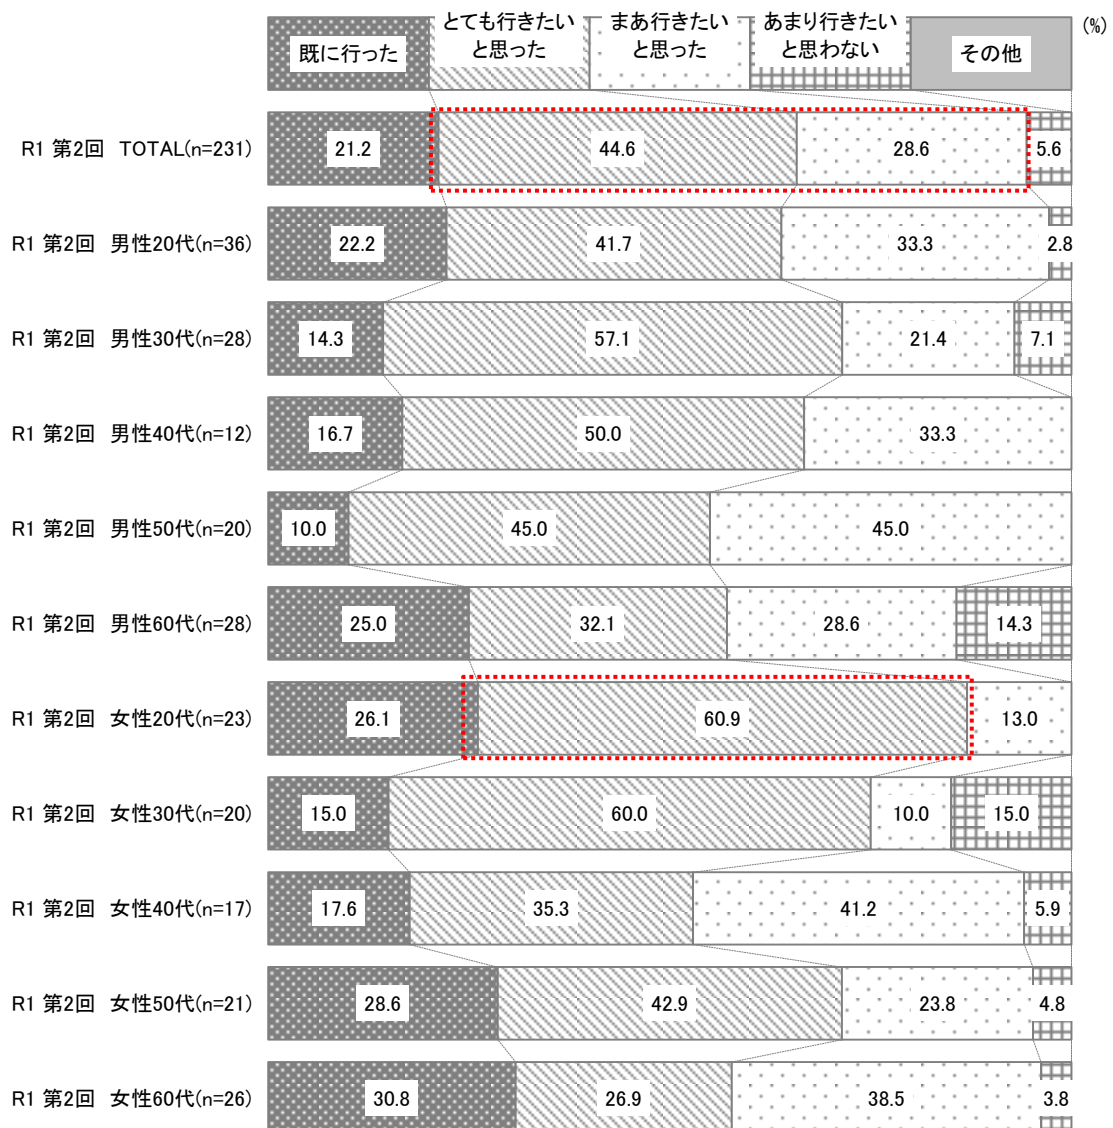 (%)
既に行った
とても行きたい
と思った
まあ行きたい
と思った
あまり行きたい
と思わない
その他
R1 第2回 TOTAL(n=231) 21.2 44.6 28.6 5.6
R1 第2回 男性20代(n=36) 22.2 41.7 33.3 2.8
R1 第2回 男性30代(n=28) 14.3 57.1 21.4 7.1
R1 第2回 男性40代(n=12) 16.7 50.0 33.3
R1 第2回 男性50代(n=20) 10.0 45.0 45.0
R1 第2回 男性60代(n=28) 25.0 32.1 28.6 14.3
R1 第2回 女性20代(n=23) 26.1 60.9 13.0
R1 第2回 女性30代(n=20) 15.0 60.0 10.0 15.0
R1 第2回 女性40代(n=17) 17.6 35.3 41.2 5.9
R1 第2回 女性50代(n=21) 28.6 42.9 23.8 4.8
R1 第2回 女性60代(n=26) 30.8 26.9 38.5 3.8